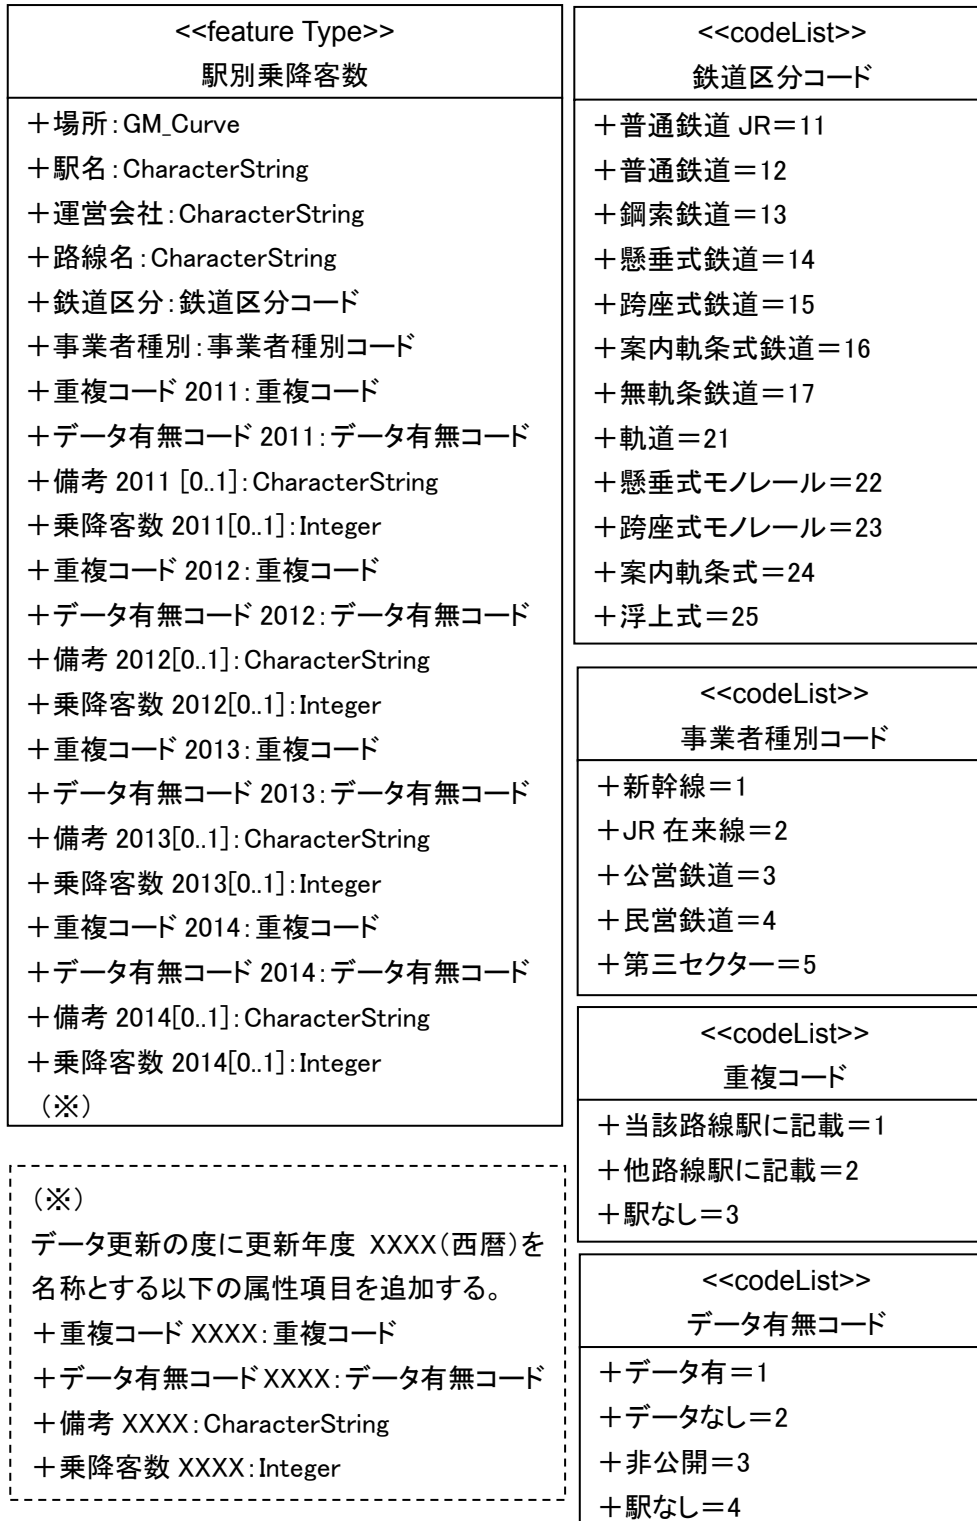 <<feature Type>>
駅別乗降客数
＋場所：GM_Curve
＋駅名：CharacterString
＋運営会社：CharacterString
＋路線名：CharacterString
＋鉄道区分：鉄道区分コード
＋事業者種別：事業者種別コード
＋重複コード 2011：重複コード
＋データ有無コード 2011：データ有無コード
＋備考 2011 [0..1]：CharacterString
＋乗降客数 2011[0..1]：Integer
＋重複コード 2012：重複コード
＋データ有無コード 2012：データ有無コード
＋備考 2012[0..1]：CharacterString
＋乗降客数 2012[0..1]：Integer
＋重複コード 2013：重複コード
＋データ有無コード 2013：データ有無コード
＋備考 2013[0..1]：CharacterString
＋乗降客数 2013[0..1]：Integer
＋重複コード 2014：重複コード
＋データ有無コード 2014：データ有無コード
＋備考 2014[0..1]：CharacterString
＋乗降客数 2014[0..1]：Integer
（※）
（※）
データ更新の度に更新年度 XXXX（西暦）を
名称とする以下の属性項目を追加する。
＋重複コード XXXX：重複コード
＋データ有無コード XXXX：データ有無コード
＋備考 XXXX：CharacterString
＋乗降客数 XXXX：Integer
<<codeList>>
鉄道区分コード
＋普通鉄道 JR＝11
＋普通鉄道＝12
＋鋼索鉄道＝13
＋懸垂式鉄道＝14
＋跨座式鉄道＝15
＋案内軌条式鉄道＝16
＋無軌条鉄道＝17
＋軌道＝21
＋懸垂式モノレール＝22
＋跨座式モノレール＝23
＋案内軌条式＝24
＋浮上式＝25
<<codeList>>
事業者種別コード
＋新幹線＝1
＋JR 在来線＝2
＋公営鉄道＝3
＋民営鉄道＝4
＋第三セクター＝5
<<codeList>>
重複コード
＋当該路線駅に記載＝1
＋他路線駅に記載＝2
＋駅なし＝3
<<codeList>>
データ有無コード
＋データ有＝1
＋データなし＝2
＋非公開＝3
＋駅なし＝4